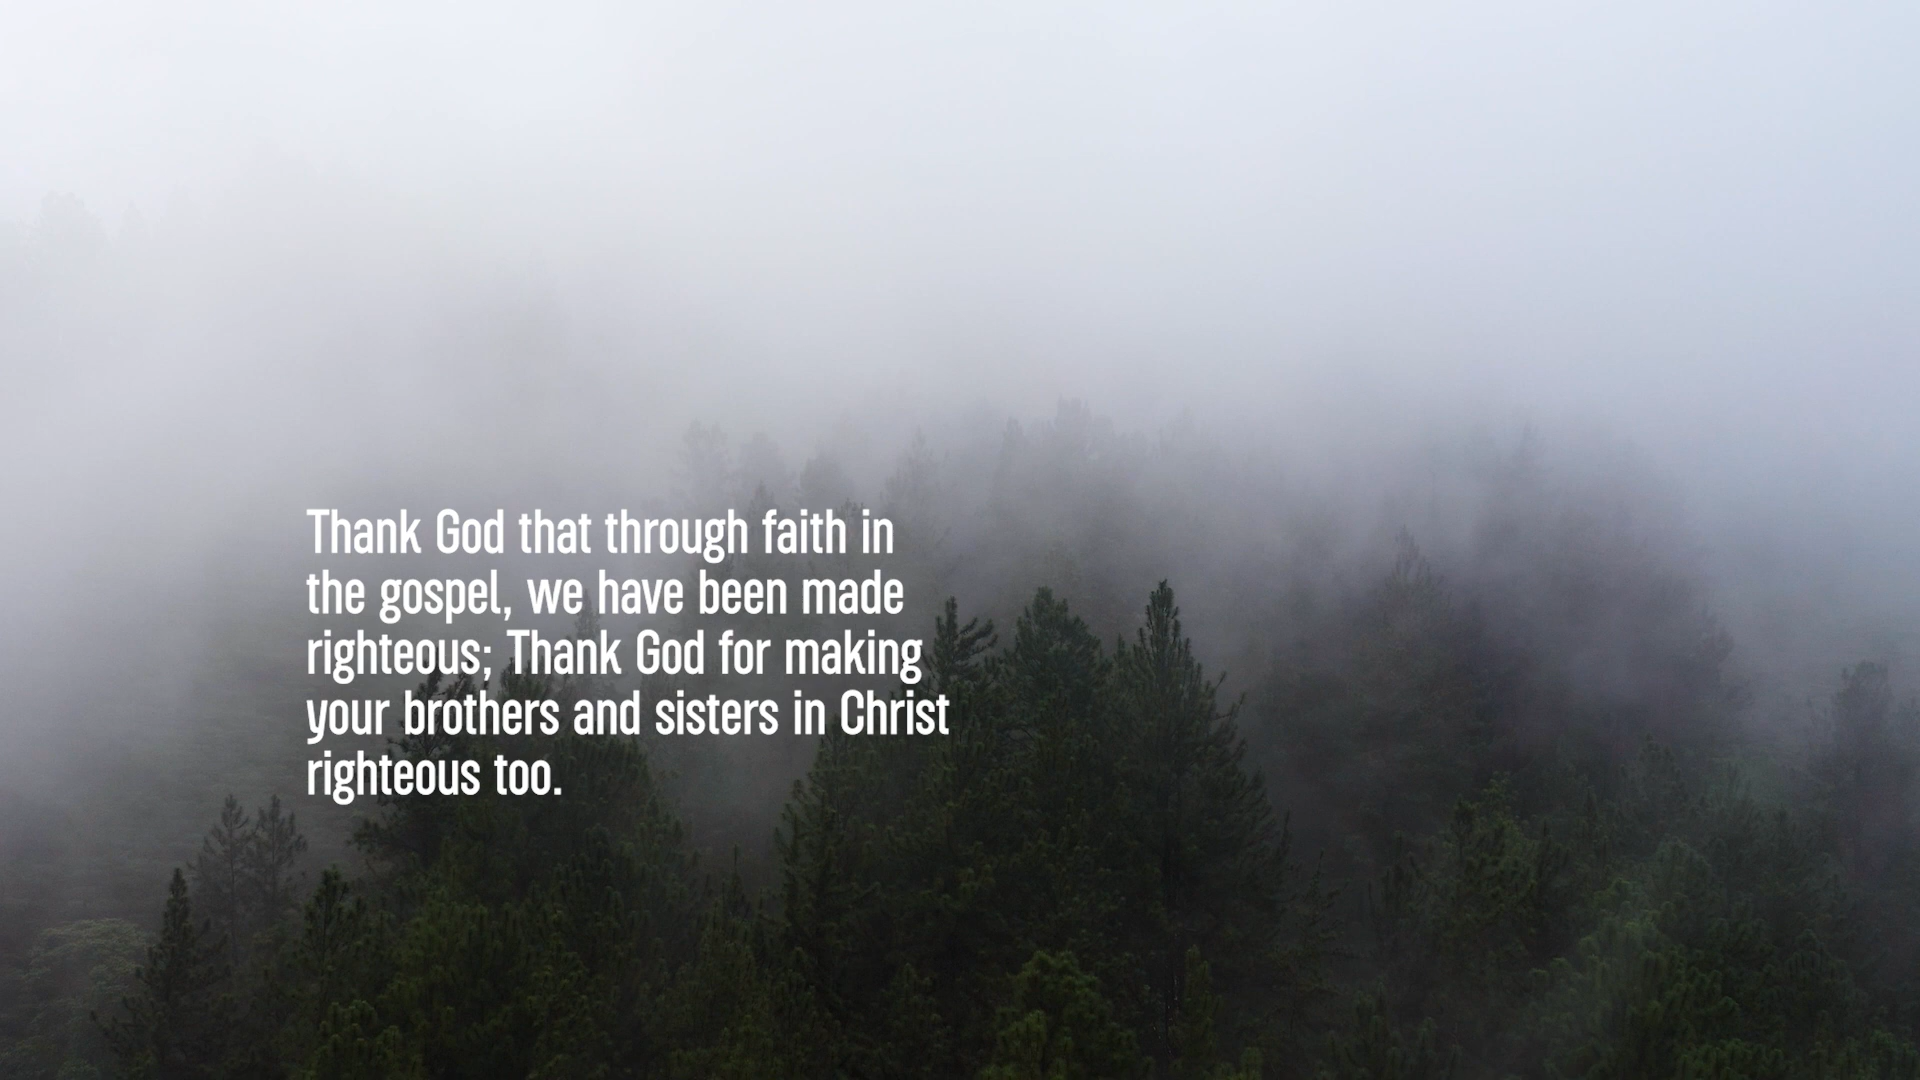 Thank God that through faith in
the gospel, we have been made
righteous; Thank God for making
your brothers and sisters in Christ
righteous too.